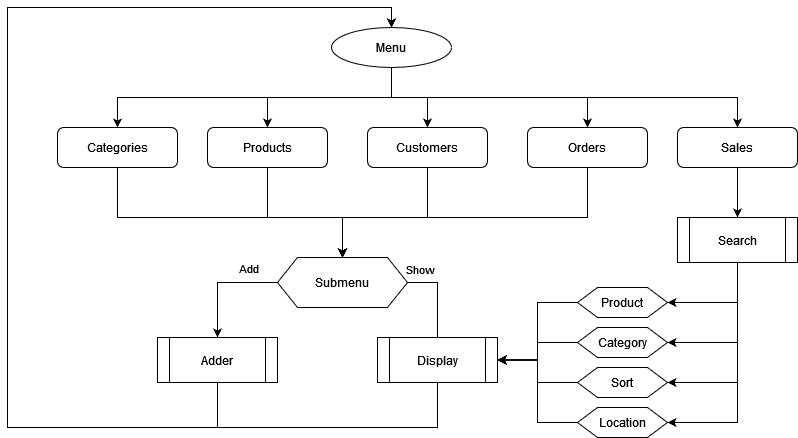 Menu
Categories
Products
Customers
Orders
Sales
Search
Add
Submenu
Show
Product
Category
Sort
Location
Adder
Display